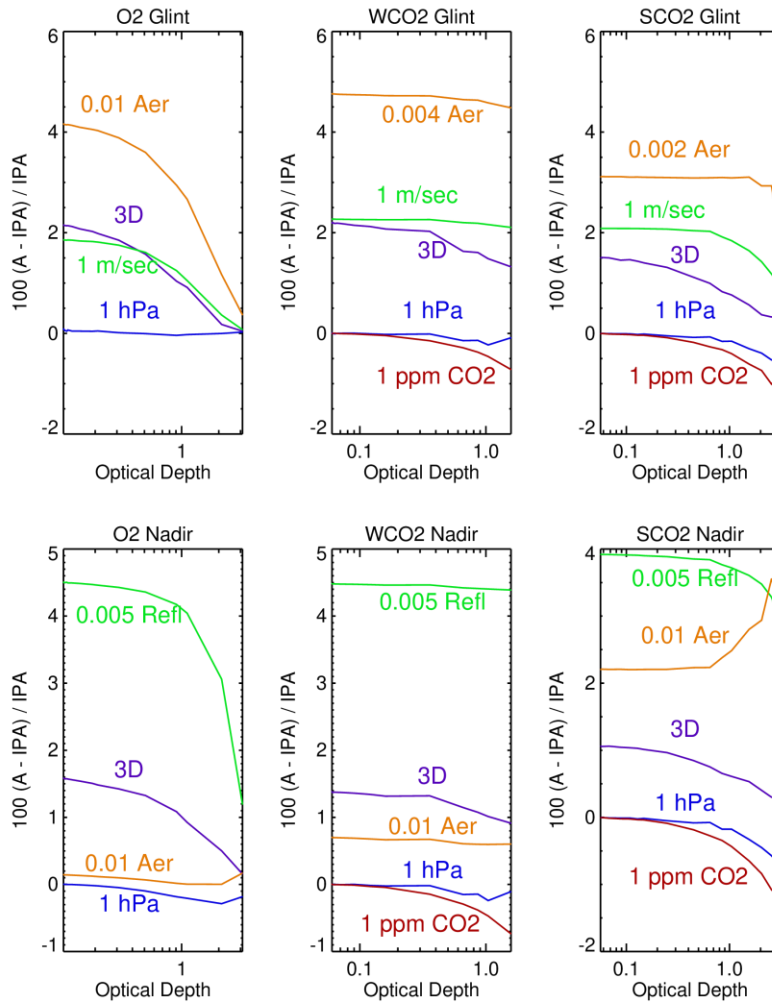 O2 Glint
WCO2 Glint
SCO2 Glint
6
4
2
0
-2
100 (A - IPA) / IPA
0.01 Aer
3D
1 m/sec
1 hPa
1
Optical Depth
6
4
2
0
-2
100 (A - IPA) / IPA
0.004 Aer
1 m/sec
3D
1 hPa
1 ppm CO2
0.1
1.0
Optical Depth
6
4
2
0
-2
100 (A - IPA) / IPA
0.002 Aer
1 m/sec
3D
1 hPa
1 ppm CO2
0.1
1.0
Optical Depth
O2 Nadir
WCO2 Nadir
SCO2 Nadir
5
4
3
2
1
0
-1
100 (A - IPA) / IPA
0.005 Refl
3D
0.01 Aer
1 hPa
1
Optical Depth
5
4
3
2
1
0
-1
100 (A - IPA) / IPA
0.005 Refl
3D
0.01 Aer
1 hPa
1 ppm CO2
0.1
1.0
Optical Depth
4
2
0
-2
100 (A - IPA) / IPA
0.005 Refl
0.01 Aer
3D
1 hPa
1 ppm CO2
0.1
1.0
Optical Depth